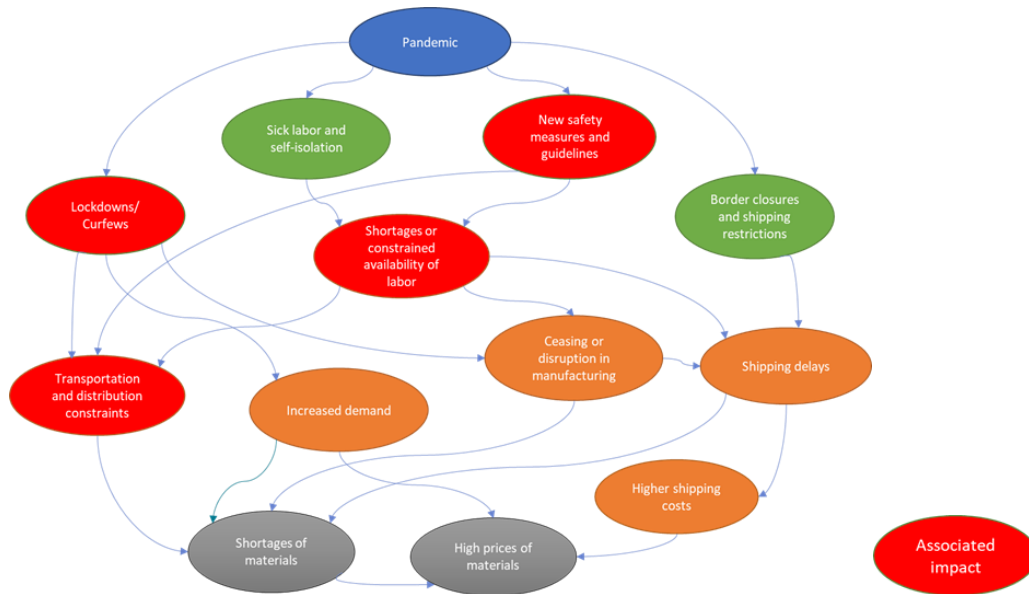 Pandemic
Sick labor and
self-isolation
New safety
measures and
guidelines
Lockdowns/
Curfews
Border closures
and shipping
restrictions
Shortages or
constrained
availability of
labor
Ceasing or
disruption in
manufacturing
Shipping delays
Transportation
and distribution
constraints
Increased demand
Higher shipping
costs
Shortages of
materials
High prices of
materials
Associated
impact